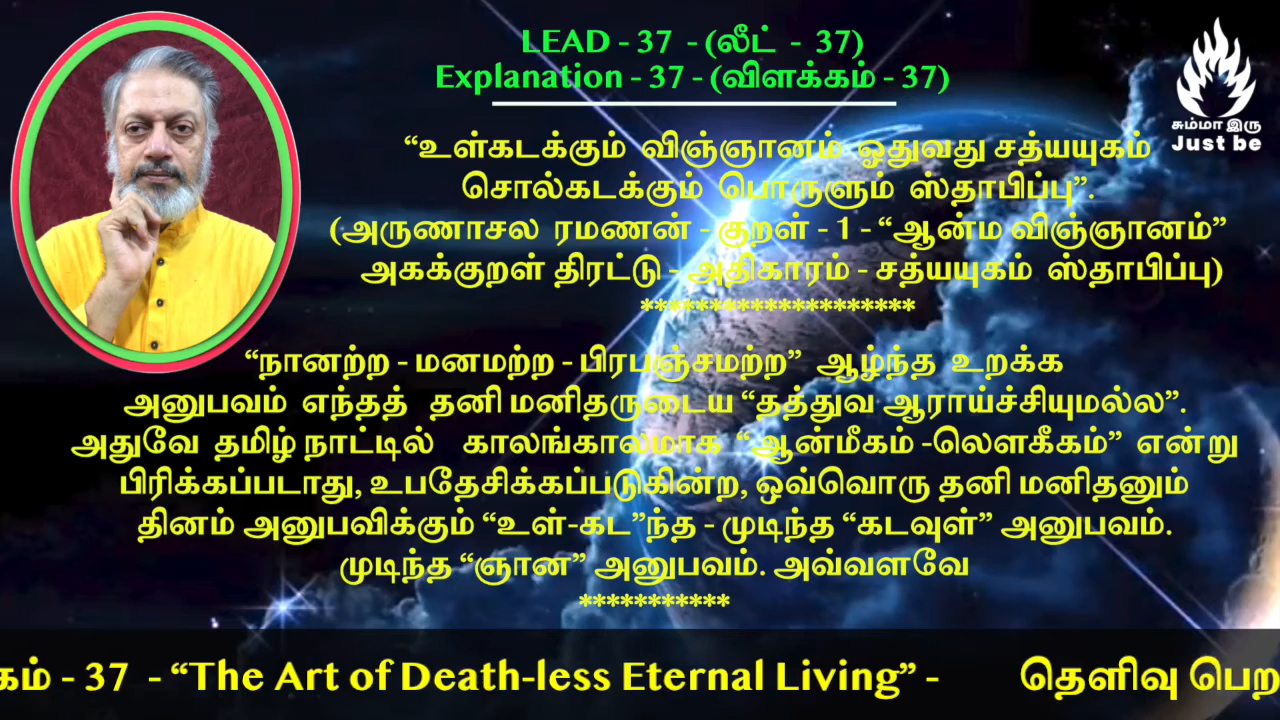 LEAD - 37 - (லீட் - 37)
Explanation - 37 - (விளக்கம் - 37)
சும்மா இரு
Just be
“உள்கடக்கும் விஞ்ஞானம் ஓதுவது சத்யயுகம்
சொல்கடக்கும் பொருளும் ஸ்தாபிப்பு”.
(அருணாசல ரமணன் - குறள் - 1 - “ஆன்ம விஞ்ஞானம்”
அகக்குறள் திரட்டு - அதிகாரம் - சத்யயுகம் ஸ்தாபிப்பு)
********************
“நானற்ற - மனமற்ற - பிரபஞ்சமற்ற” ஆழ்ந்த உறக்க
அனுபவம் எந்தத் தனி மனிதருடைய “தத்துவ ஆராய்ச்சியுமல்ல”.
அதுவே தமிழ் நாட்டில் காலங்காலமாக “ஆன்மீகம் -லௌகீகம்” என்று
பிரிக்கப்படாது, உபதேசிக்கப்படுகின்ற, ஒவ்வொரு தனி மனிதனும்
தினம் அனுபவிக்கும் “உள்-கட”ந்த - முடிந்த “கடவுள்” அனுபவம்.
முடிந்த “ஞான” அனுபவம். அவ்வளவே
***********
கம் - 37 - “The Art of Death-less Eternal Living” - தெளிவு பெற